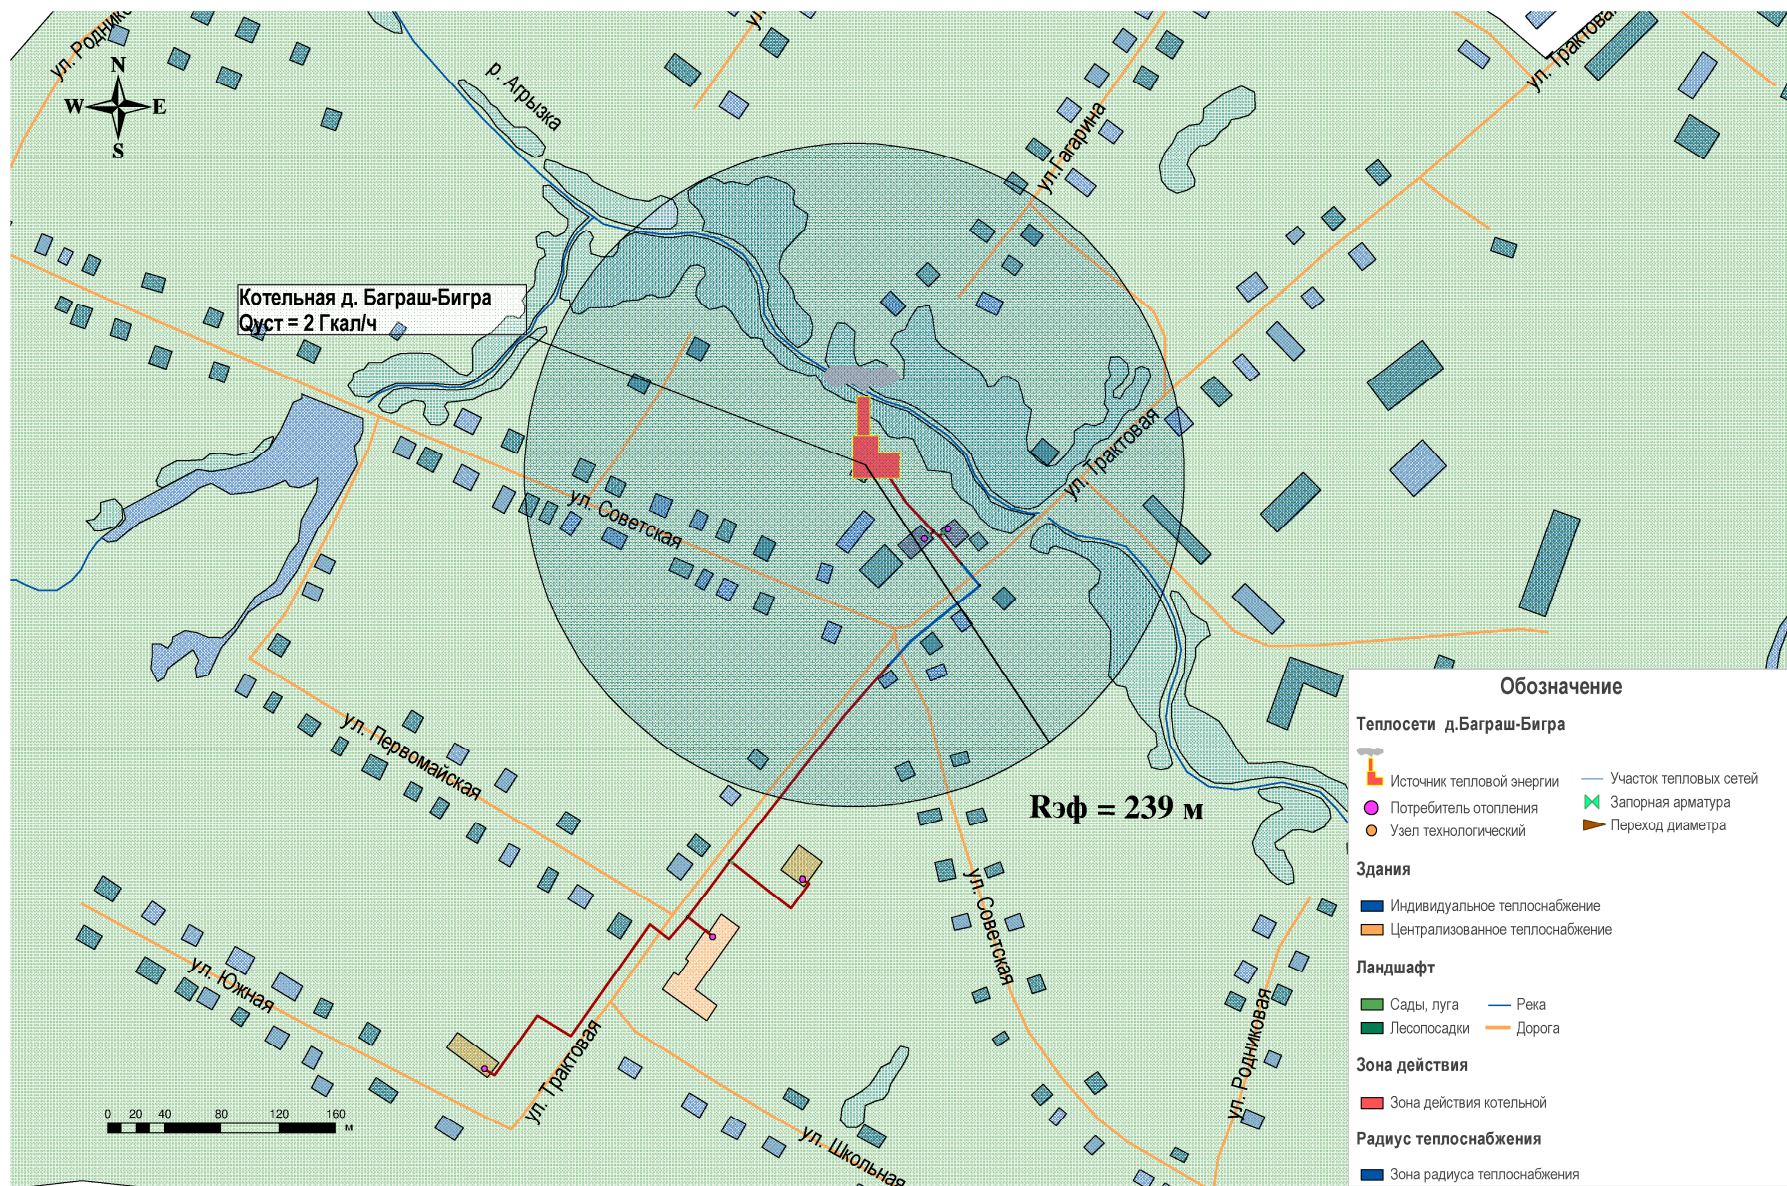 ул. Родников
ул.
ул. Трактовая
N
W
E
S
р. Агрызка
ул.Гагарина
Котельная д. Баграш-Бигра
Qуст = 2 Гкал/ч
ул. Трактовая
ул. Советская
ул. Первомайская
Rэф = 239 м
ул.Советская
ул. Южная
ул. Трактовая
ул. Родниковая
ул. Школьная
0 20 40 80 120 160
м
Обозначение
Теплосети д.Баграш-Бигра
Источник тепловой энергии
Участок тепловых сетей
Потребитель отопления
Запорная арматура
Узел технологический
Переход диаметра
Здания
Индивидуальное теплоснабжение
Централизованное теплоснабжение
Ландшафт
Сады, луга
Река
Лесопосадки
Дорога
Зона действия
Зона действия котельной
Радиус теплоснабжения
Зона радиуса теплоснабжения